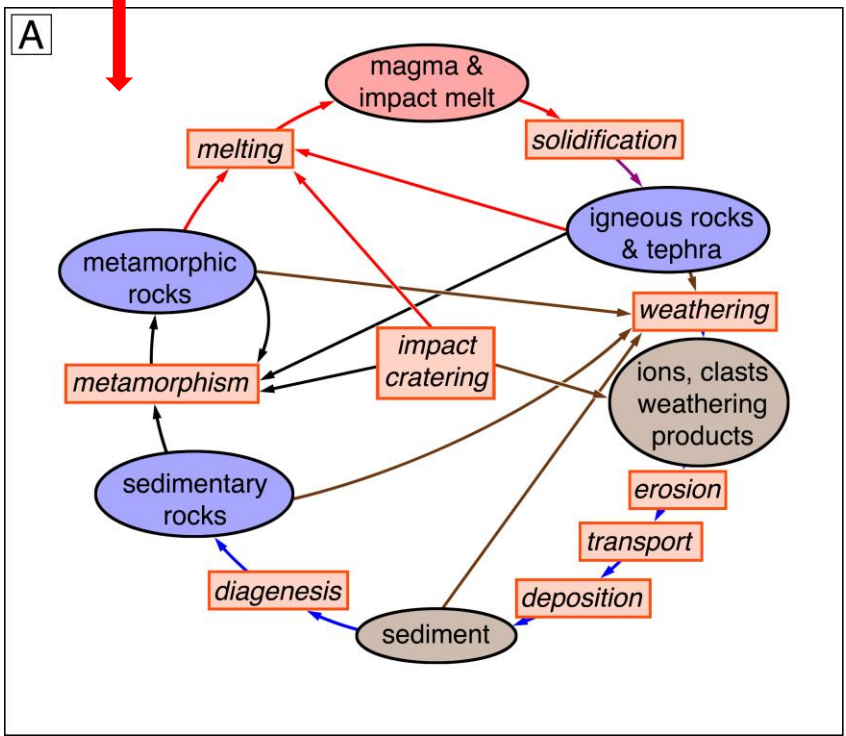 A
magma &
impact melt
melting
solidification
igneous rocks
& tephra
metamorphic
rocks
weathering
impact
cratering
metamorphism
ions, clasts
weathering
products
sedimentary
rocks
erosion
transport
diagenesis
deposition
sediment